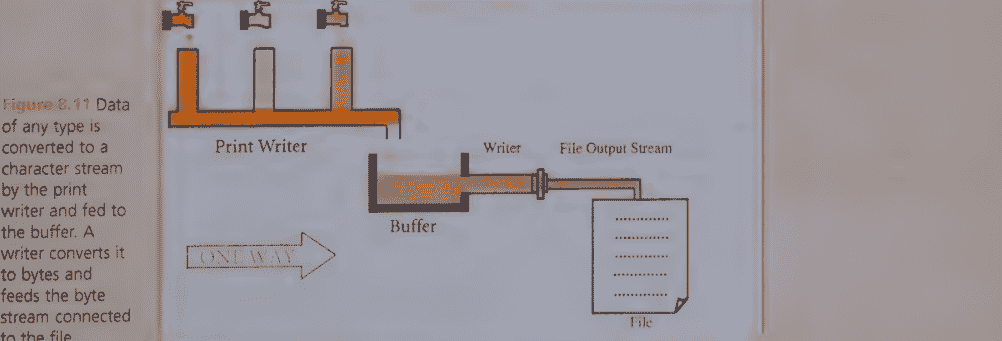 Figure 8.11 Data
of any type is
converted to a
character stream
by the print
writer and fed to
the buffer. A
writer converts it
to bytes and
feeds the byte
stream connected
to the file
Print Writer
Writer
File Output Stream
Buffer
ONE WAY
File